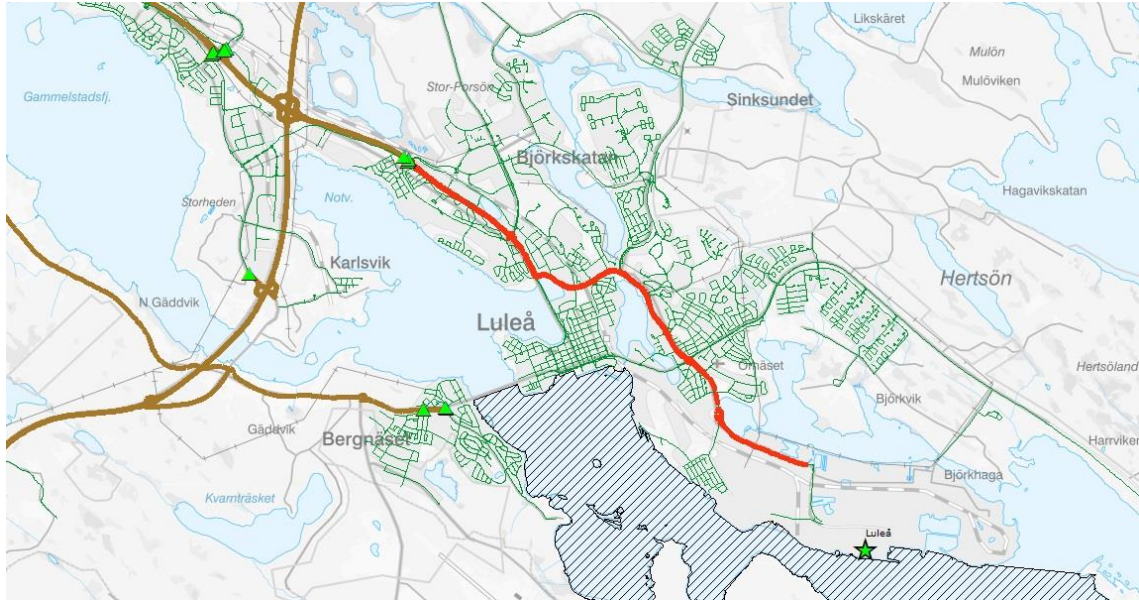 Likskäret
Mulön
Mulöviken
Stor-Porsön
Gammelstadsfj.
Sinksundet
Björkskatan
Hagavikskatan
Notv.
Storheden
Karlsvik
Hertsön
N Gäddvik
Luleå
Örnäset
Hertsöland
Björkvik
Gäddvik
Bergnäset
Harrviken
Björkhaga
Kvarnträsket
Luleå